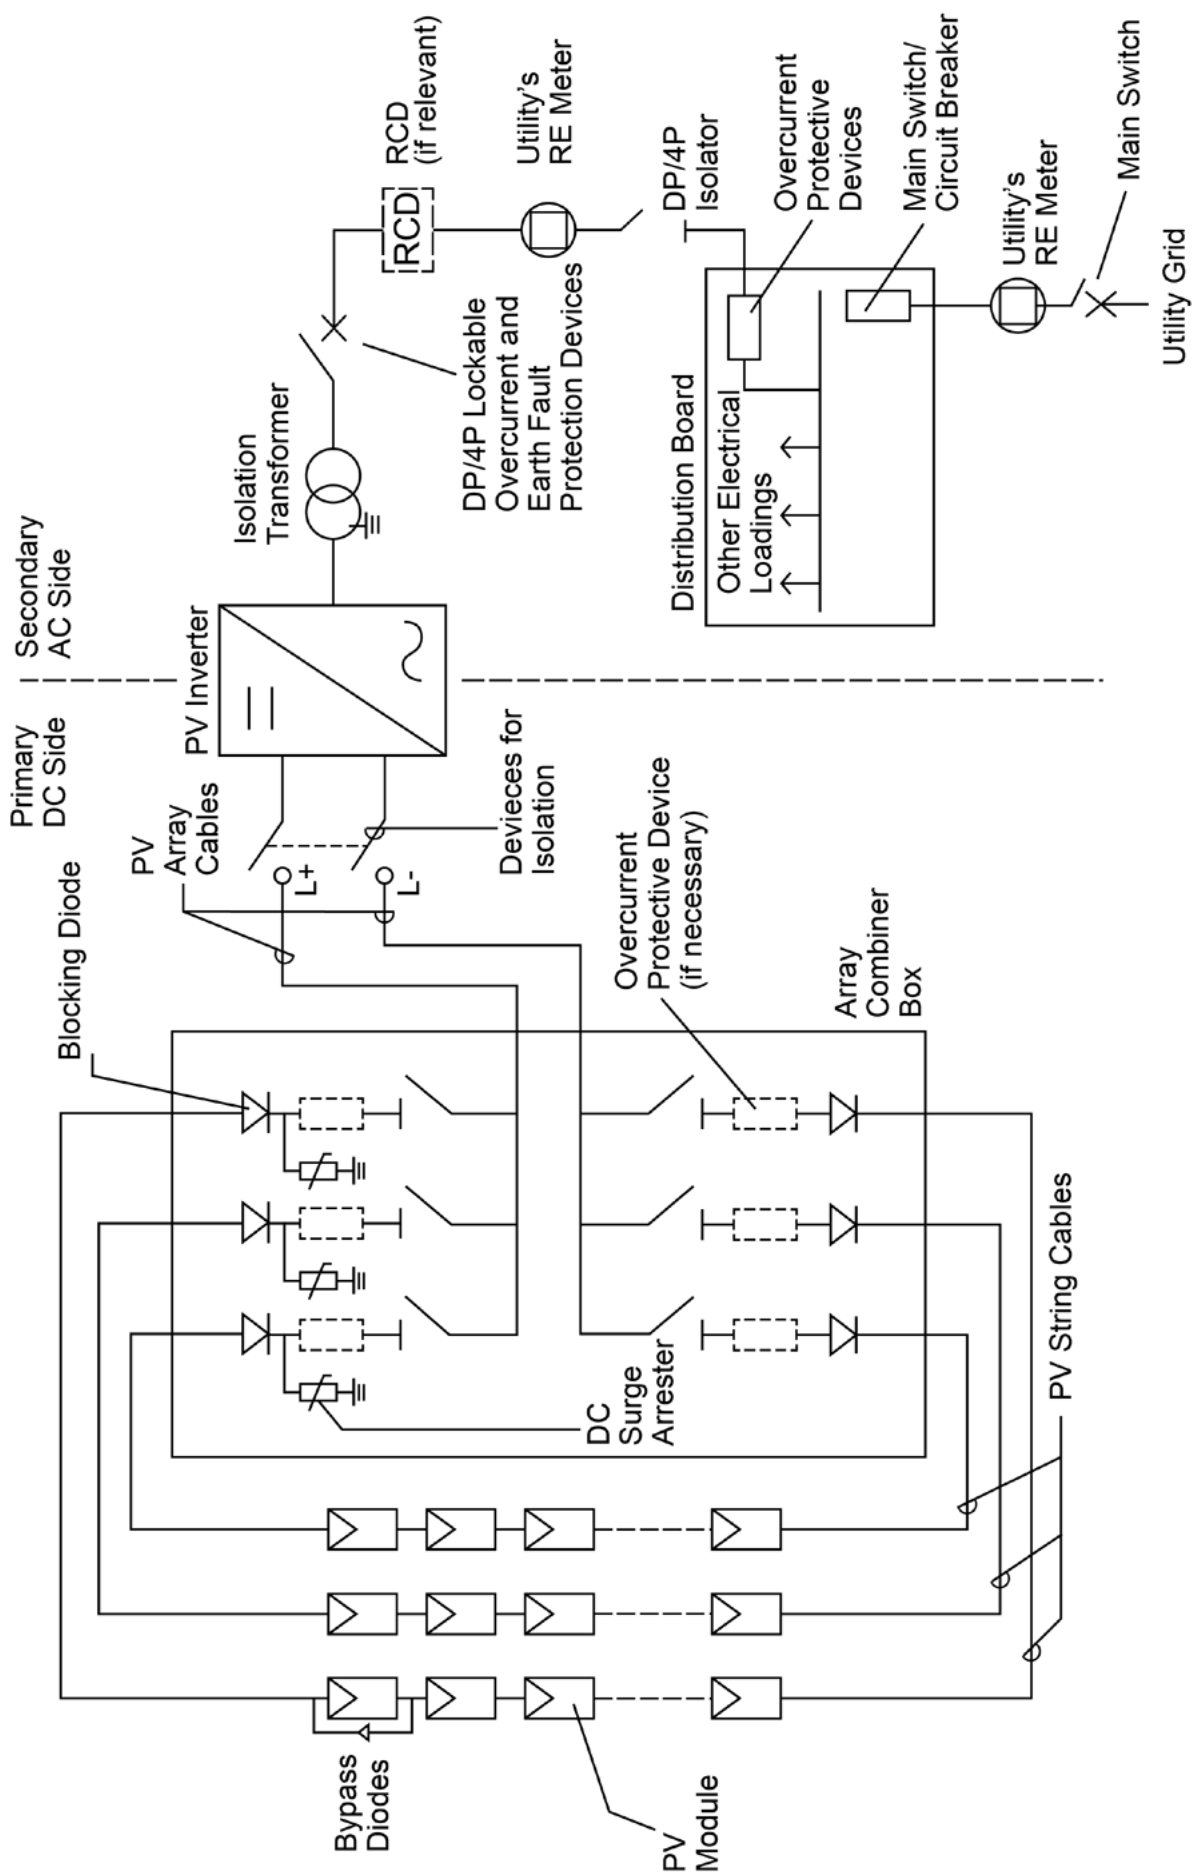 Primary
DC Side
Secondary
AC Side
Blocking Diode
PV
Array
Cables
PV Inverter
Isolation
Transformer
RCD
(if relevant)
RCD
Utility's
RE Meter
L+
L-
Devieces for
Isolation
DP/4P Lockable
Overcurrent and
Earth Fault
Protection Devices
DP/4P
Isolator
Bypass
Diodes
PV
Module
DC
Surge
Arrester
Overcurrent
Protective Device
(if necessary)
Array
Combiner
Box
PV String Cables
Distribution Board
Other Electrical
Loadings
Overcurrent
Protective
Devices
Main Switch/
Circuit Breaker
Utility's
RE Meter
Main Switch
Utility Grid